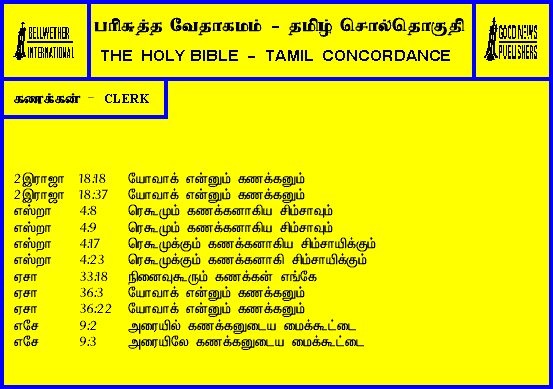 BELLWETHER
INTERNATIONAL
பரிசுத்த வேதாகமம் - தமிழ் சொல்தொகுதி
THE HOLY BIBLE - TAMIL CONCORDANCE
GOOD NEWS
PUBLISHERS
கணக்கன் - CLERK
2இராஜா 18:18 யோவாக் என்னும் கணக்கனும்
2இராஜா 18:37 யோவாக் என்னும் கணக்கனும்
எஸ்றா 4:8 ரெகூமும் கணக்கனாகிய சிம்சாவும்
எஸ்றா 4:9 ரெகூமும் கணக்கனாகிய சிம்சாவும்
எஸ்றா 4:17 ரெகூமுக்கும் கணக்கனாகிய சிம்சாயிக்கும்
எஸ்றா 4:23 ரெகூமுக்கும் கணக்கனாகி சிம்சாயிக்கும்
ஏசா 33:18 நினைவுகூரும் கணக்கன் எங்கே
ஏசா 36:3 யோவாக் என்னும் கணக்கனும்
ஏசா 36:22 யோவாக் என்னும் கணக்கனும்
எசே 9:2 அரையில் கணக்கனுடைய மைக்கூட்டை
எசே 9:3 அரையிலே கணக்கனுடைய மைக்கூட்டை